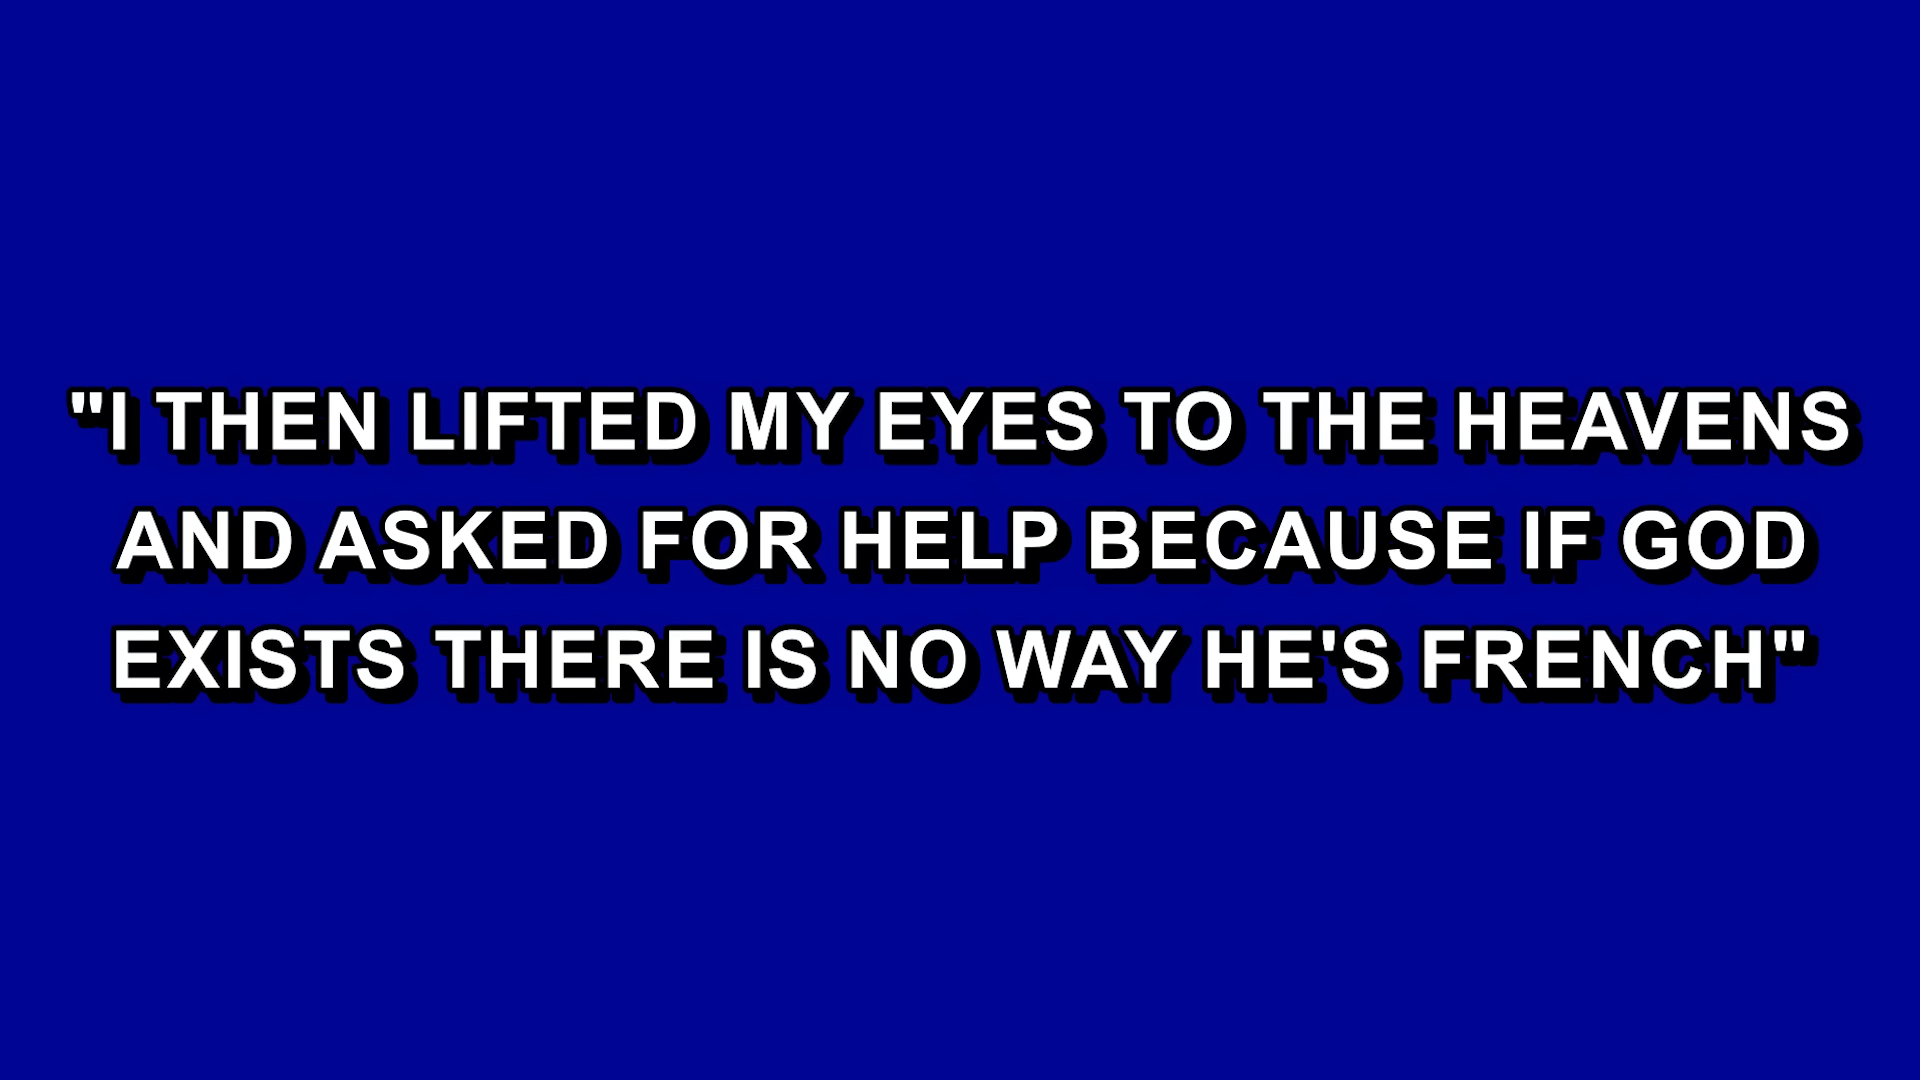 "I THEN LIFTED MY EYES TO THE HEAVENS
AND ASKED FOR HELP BECAUSE IF GOD
EXISTS THERE IS NO WAY HE'S FRENCH"